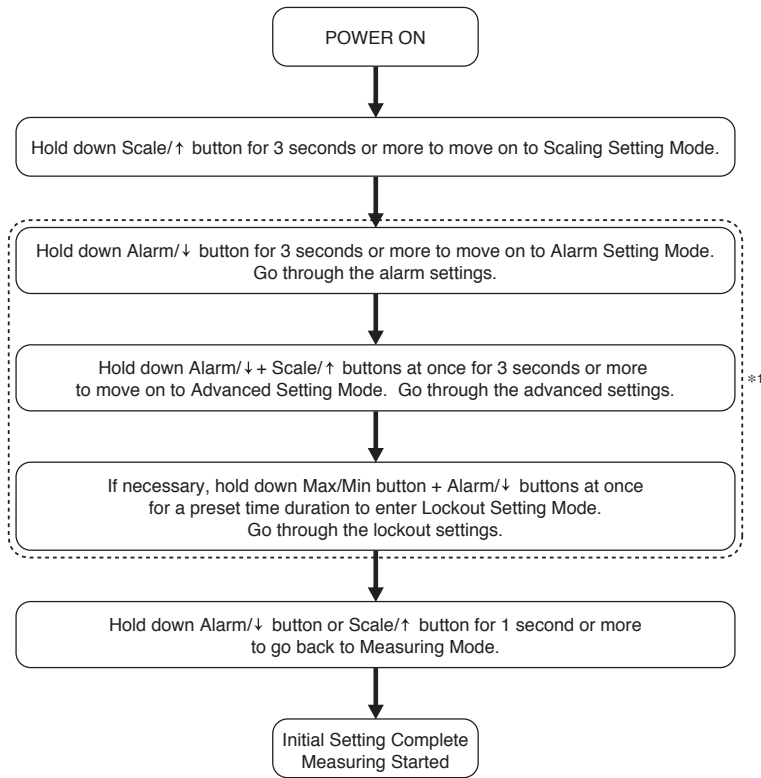 POWER ON
Hold down Scale/↑ button for 3 seconds or more to move on to Scaling Setting Mode.
Hold down Alarm/↓ button for 3 seconds or more to move on to Alarm Setting Mode.
Go through the alarm settings.
Hold down Alarm/↓+ Scale/↑ buttons at once for 3 seconds or more
to move on to Advanced Setting Mode. Go through the advanced settings.
*1
If necessary, hold down Max/Min button + Alarm/↓ buttons at once
for a preset time duration to enter Lockout Setting Mode.
Go through the lockout settings.
Hold down Alarm/↓ button or Scale/↑ button for 1 second or more
to go back to Measuring Mode.
Initial Setting Complete
Measuring Started